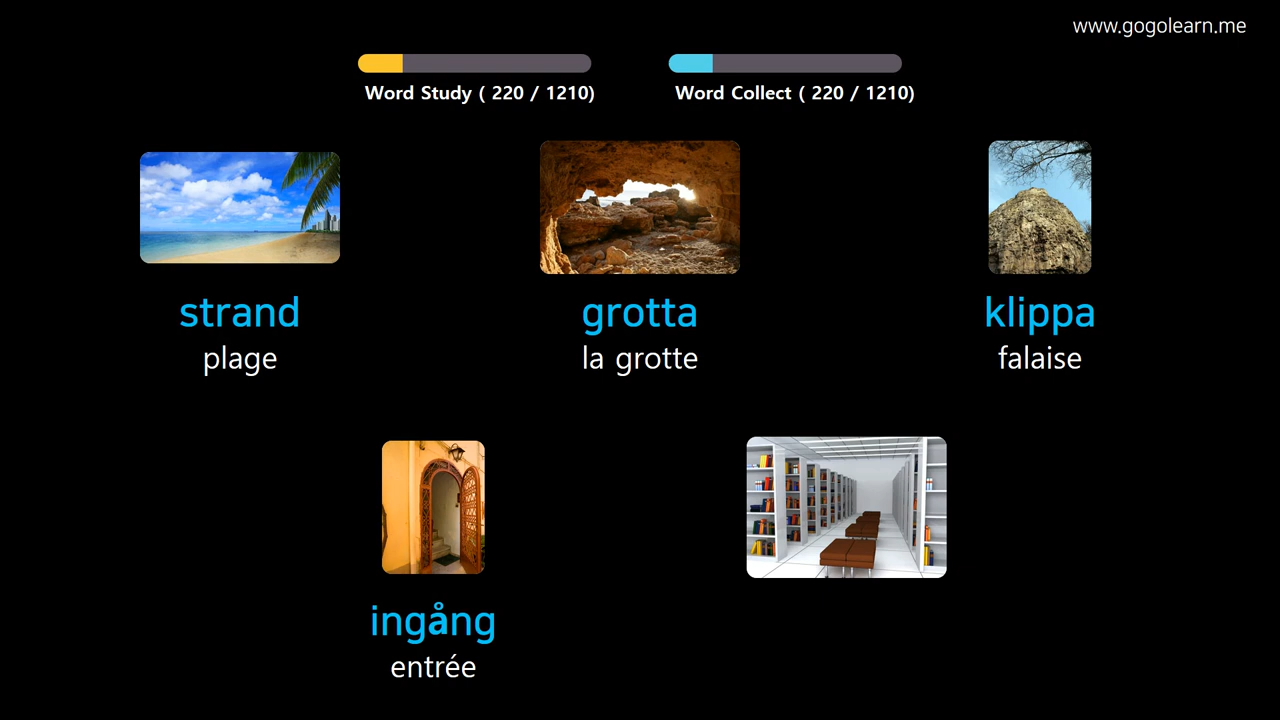 www.gogolearn.me
Word Study ( 220 / 1210)
Word Collect ( 220 / 1210)
strand
plage
grotta
la grotte
klippa
falaise
ingång
entrée